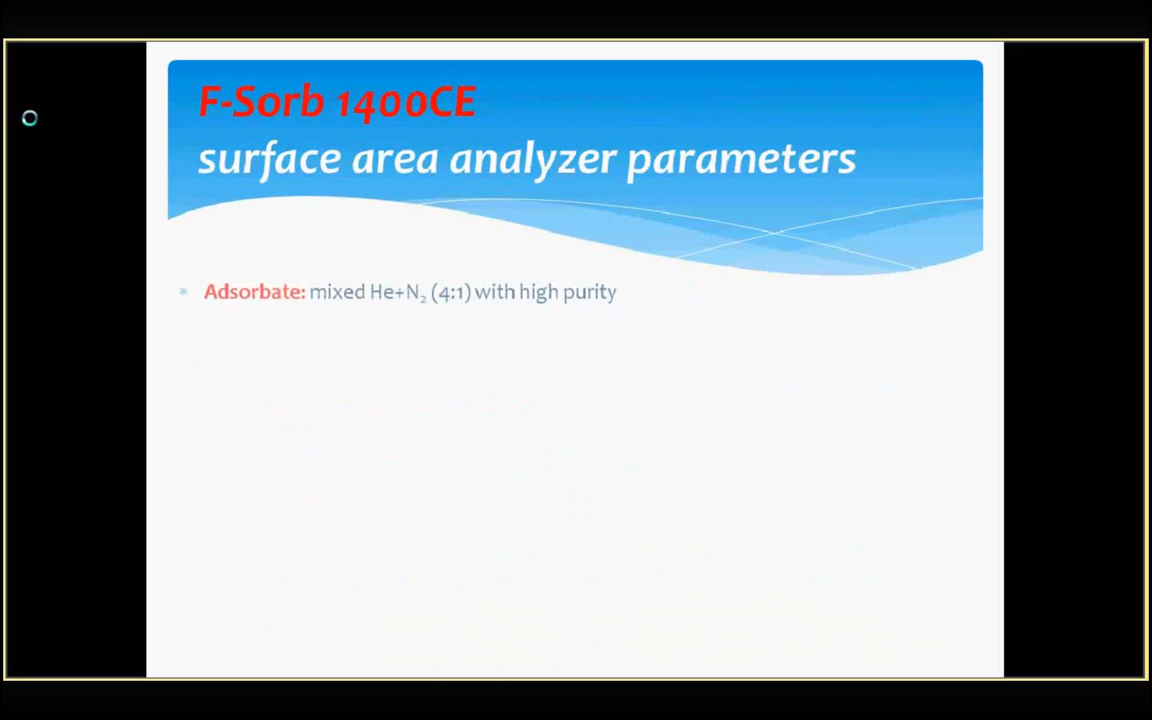 F-Sorb 1400CE
surface area analyzer parameters
* Adsorbate: mixed He+N₂ (4:1) with high purity